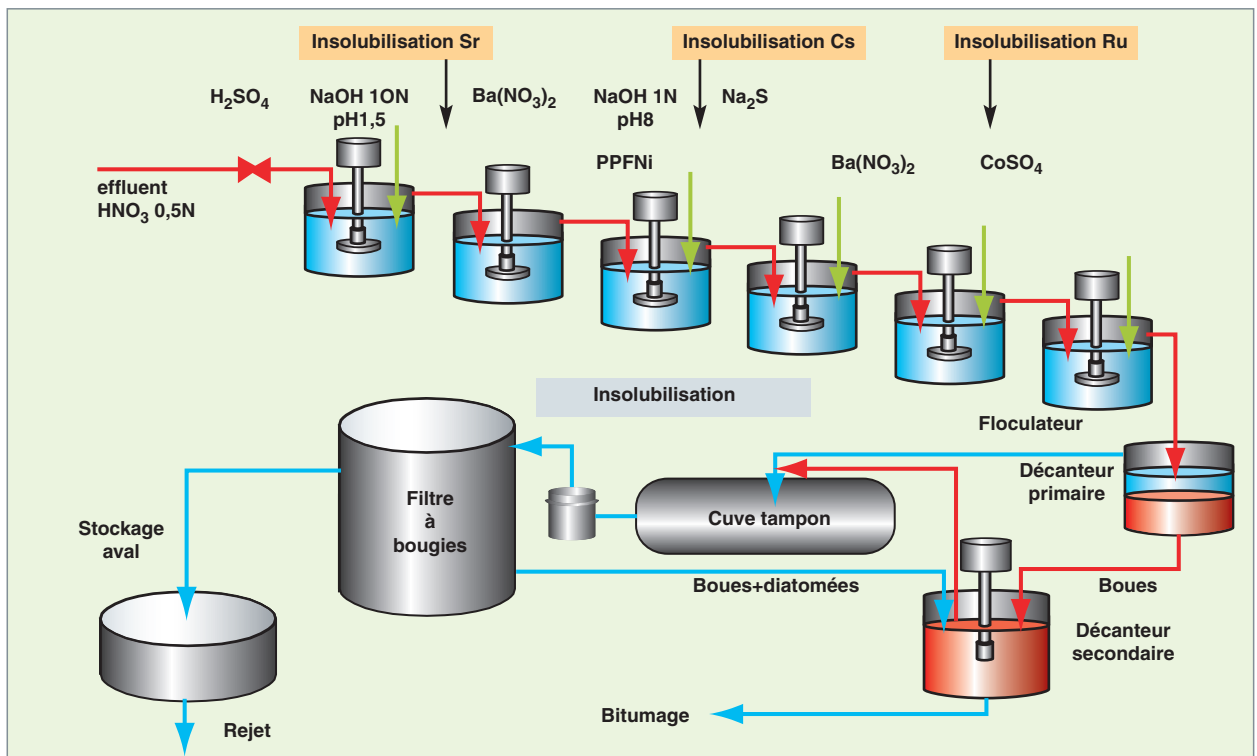 Insolubilisation Sr
Insolubilisation Cs
Insolubilisation Ru
H₂SO₄
NaOH 1ON
pH1,5
Ba(NO₃)₂
NaOH 1N
pH8
Na₂S
PPFNi
Ba(NO₃)₂
CoSO₄
effluent
HNO₃ 0,5N
Insolubilisation
Floculateur
Décanteur
primaire
Filtre
à
bougies
Cuve tampon
Stockage
aval
Boues+diatomées
Boues
Décanteur
secondaire
Bitumage
Rejet